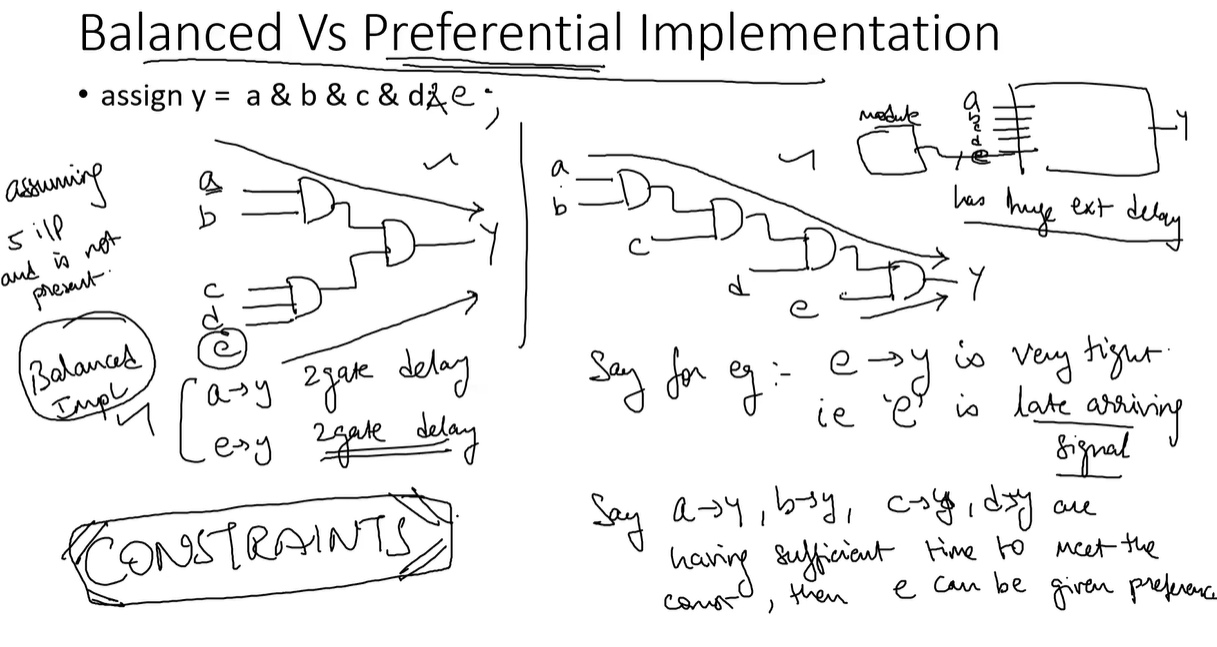 Balanced Vs Preferential Implementation
• assign y = a & b & c & d & e ;
module
a
b
c
d
e
Y
has huge ext delay
assuming
5 i/p
and is not
present.
a
b
c
d
e
Y
a
b
c
d
e
Y
Balanced
Impl
a→y 2gate delay
e→y 2gate delay
Say for eg :- e→y is very tight.
ie 'e' is late arriving
signal
CONSTRAINTS
Say a→y, b→y, c→y, d→y are
having sufficient time to meet the
const, then e can be given preference